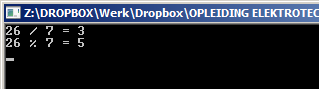 Z:\DROPBOX\Werk\Dropbox\OPLEIDING ELEKTROTEC
26 / 7 = 3
26 % 7 = 5